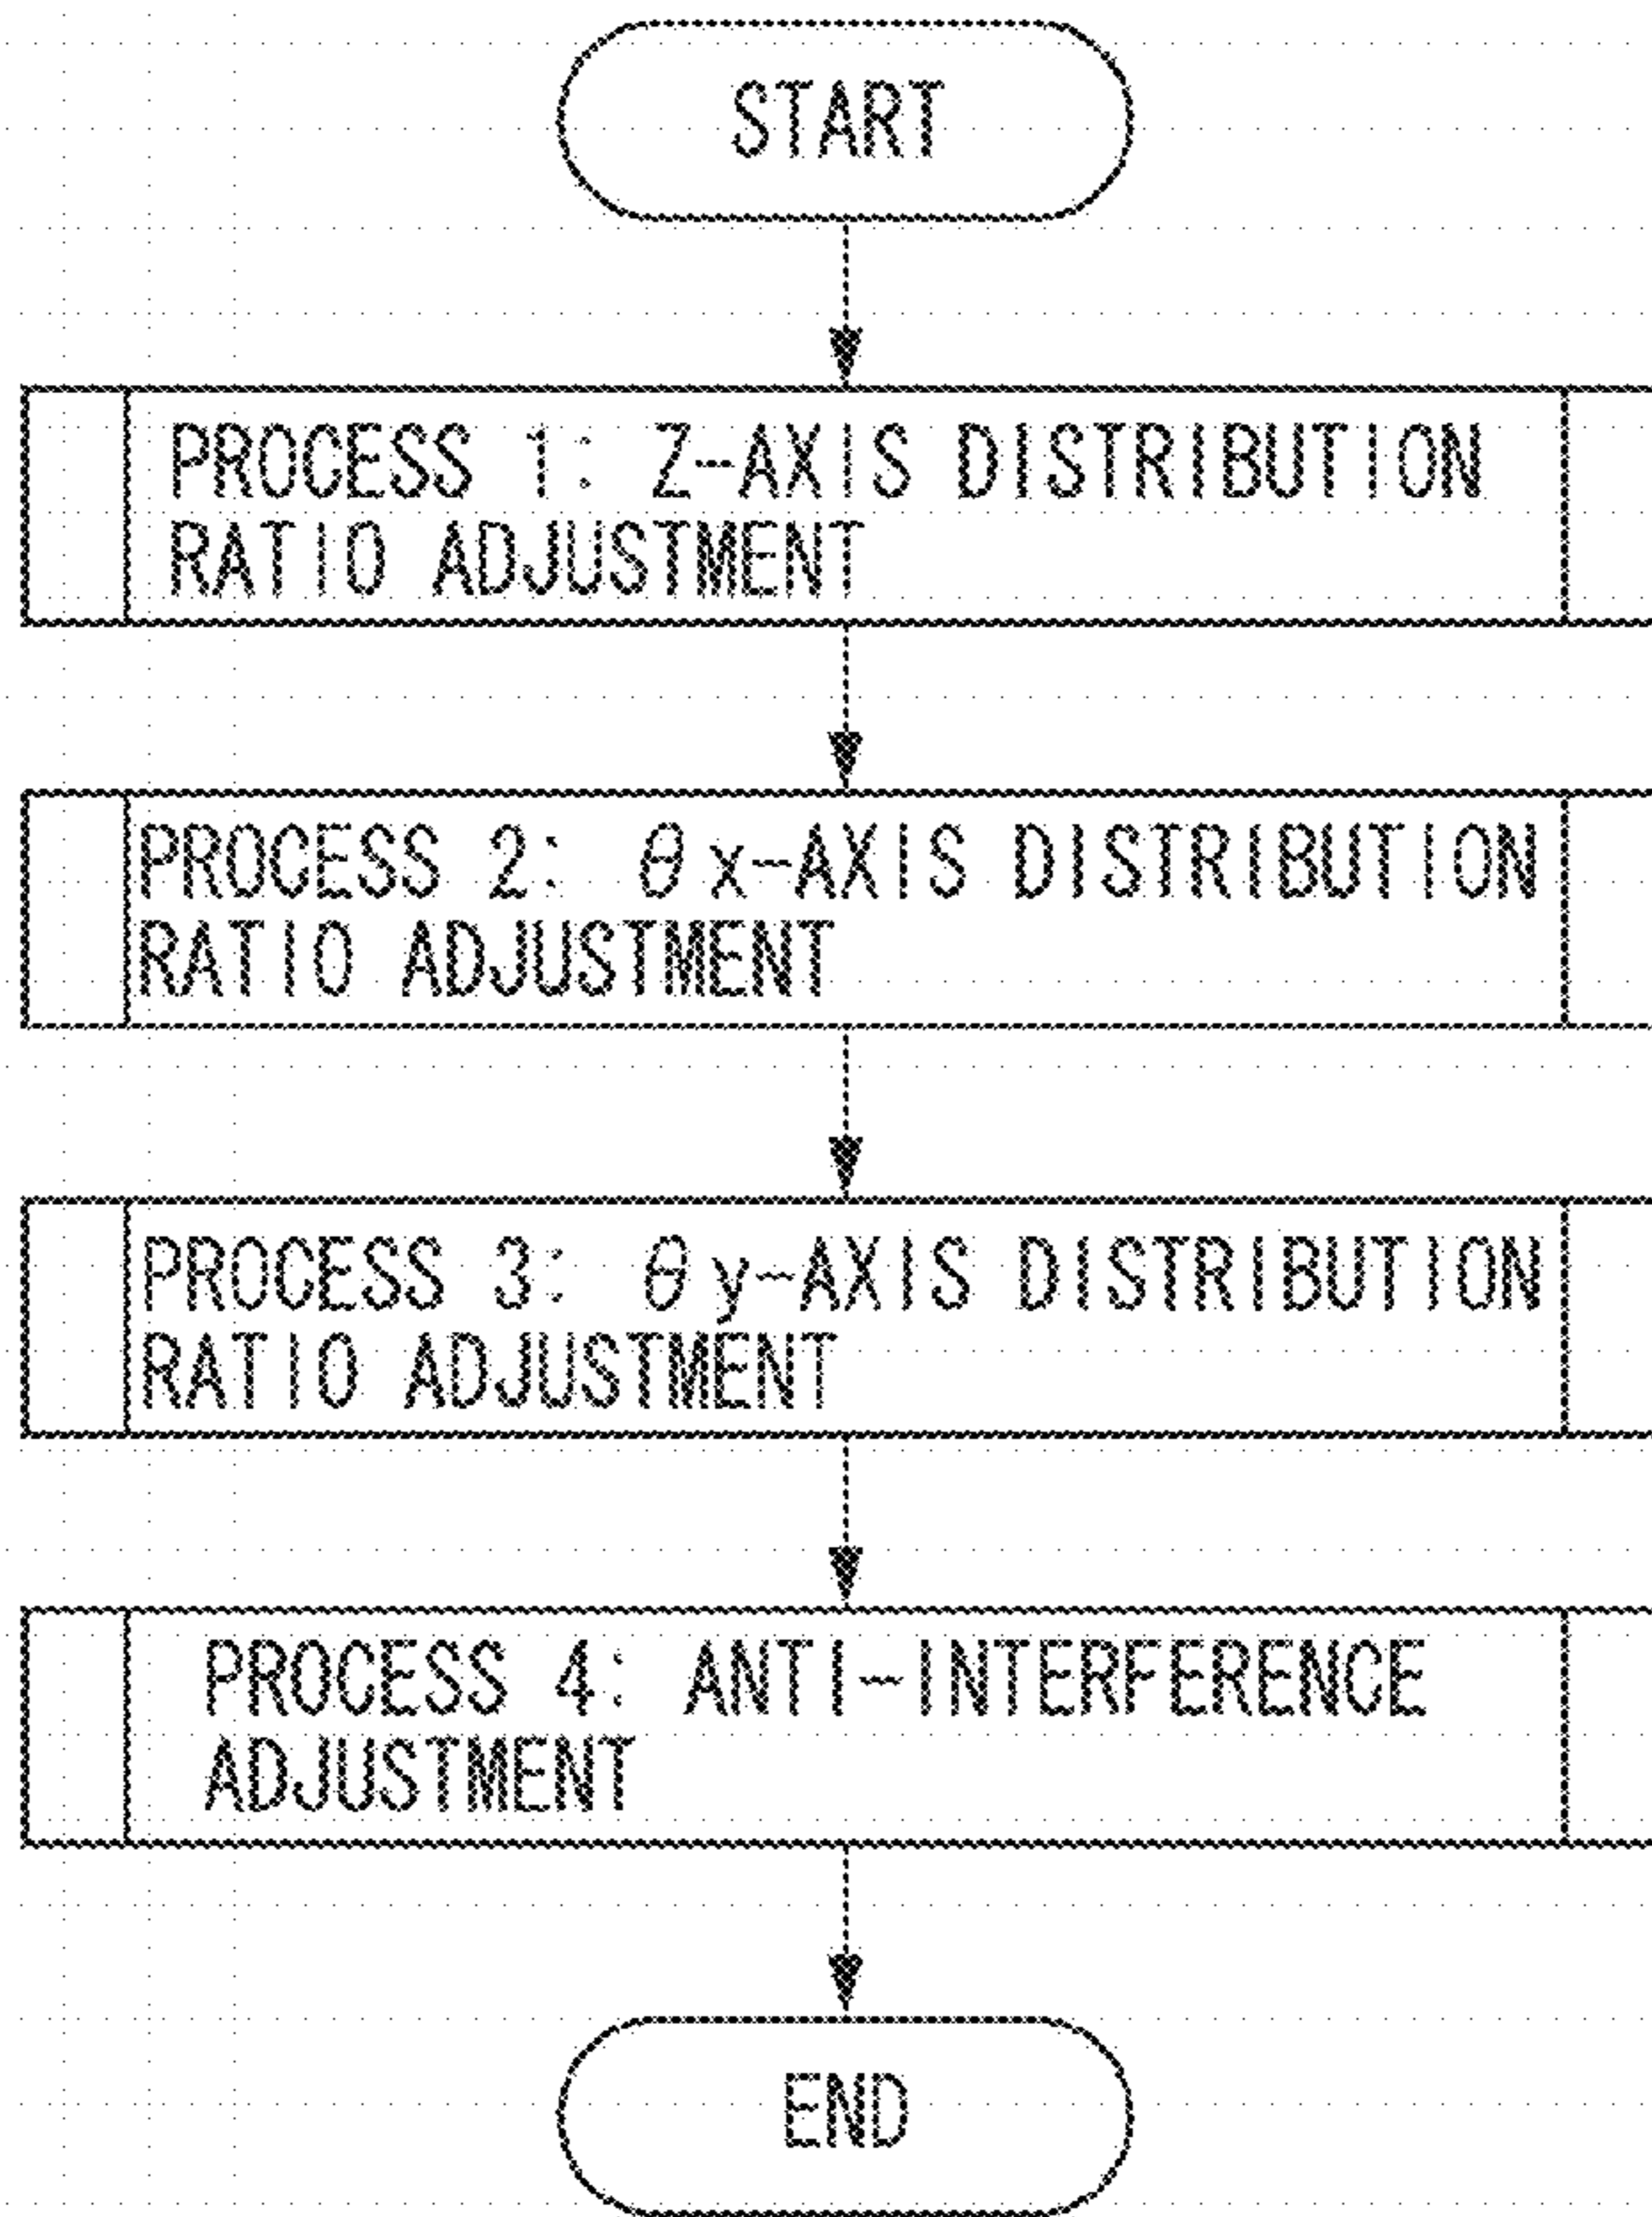 START
PROCESS 1: Z-AXIS DISTRIBUTION
RATIO ADJUSTMENT
PROCESS 2: θx-AXIS DISTRIBUTION
RATIO ADJUSTMENT
PROCESS 3: θy-AXIS DISTRIBUTION
RATIO ADJUSTMENT
PROCESS 4: ANTI-INTERFERENCE
ADJUSTMENT
END